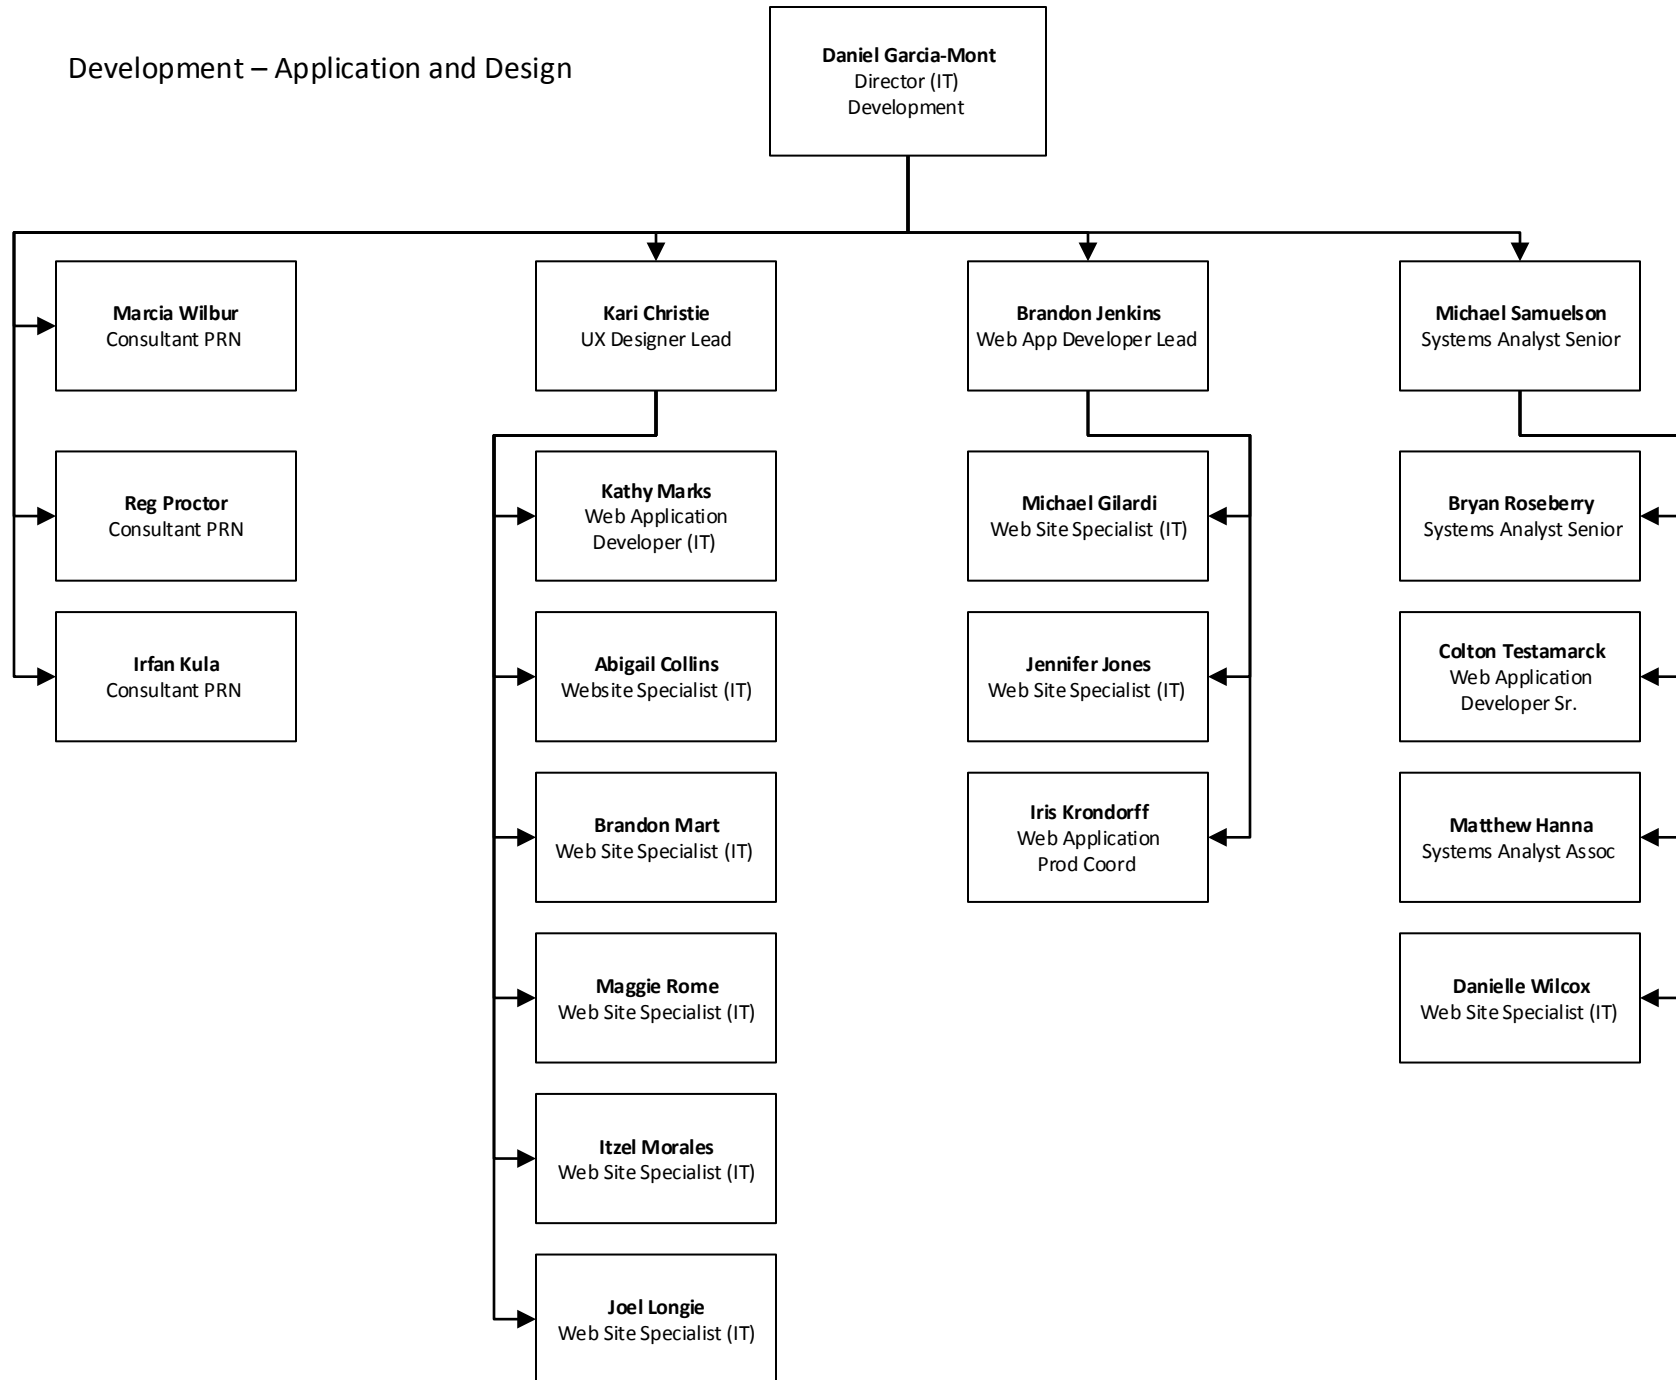 Development – Application and Design
Daniel Garcia-Mont
Director (IT)
Development
Marcia Wilbur
Consultant PRN
Reg Proctor
Consultant PRN
Irfan Kula
Consultant PRN
Kari Christie
UX Designer Lead
Kathy Marks
Web Application
Developer (IT)
Abigail Collins
Website Specialist (IT)
Brandon Mart
Web Site Specialist (IT)
Maggie Rome
Web Site Specialist (IT)
Itzel Morales
Web Site Specialist (IT)
Joel Longie
Web Site Specialist (IT)
Brandon Jenkins
Web App Developer Lead
Michael Gilardi
Web Site Specialist (IT)
Jennifer Jones
Web Site Specialist (IT)
Iris Krondorff
Web Application
Prod Coord
Michael Samuelson
Systems Analyst Senior
Bryan Roseberry
Systems Analyst Senior
Colton Testamarck
Web Application
Developer Sr.
Matthew Hanna
Systems Analyst Assoc
Danielle Wilcox
Web Site Specialist (IT)